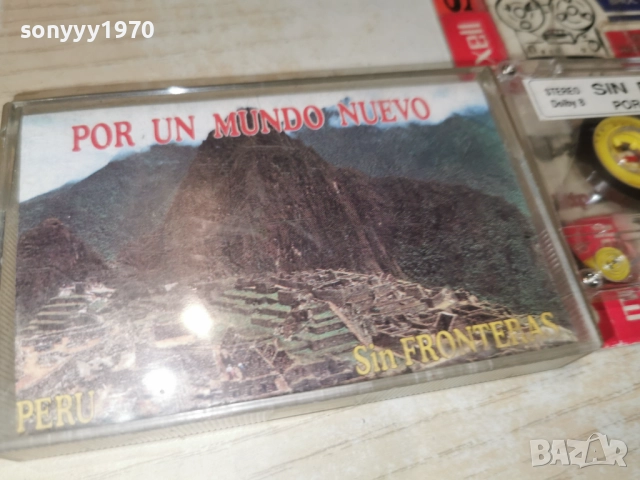 sonyyy1970
POR UN MUNDO NUEVO
PERU
Sin FRONTERAS
STEREO
Dolby B
SIN
POR
BAZAR